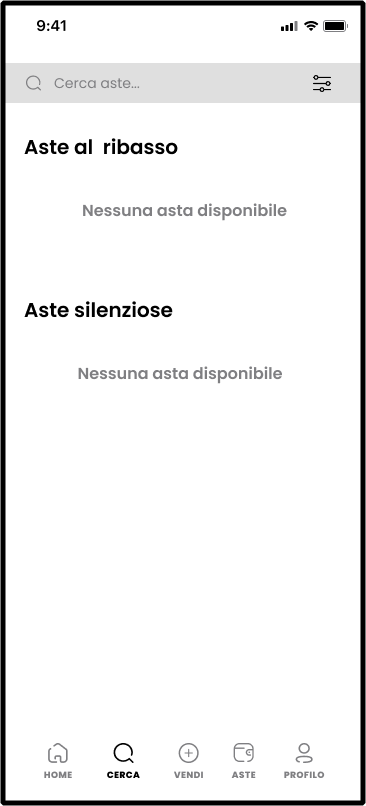 9:41
Cerca aste...
Aste al  ribasso
Nessuna asta disponibile
Aste silenziose
Nessuna asta disponibile
HOME CERCA VENDI ASTE PROFILO